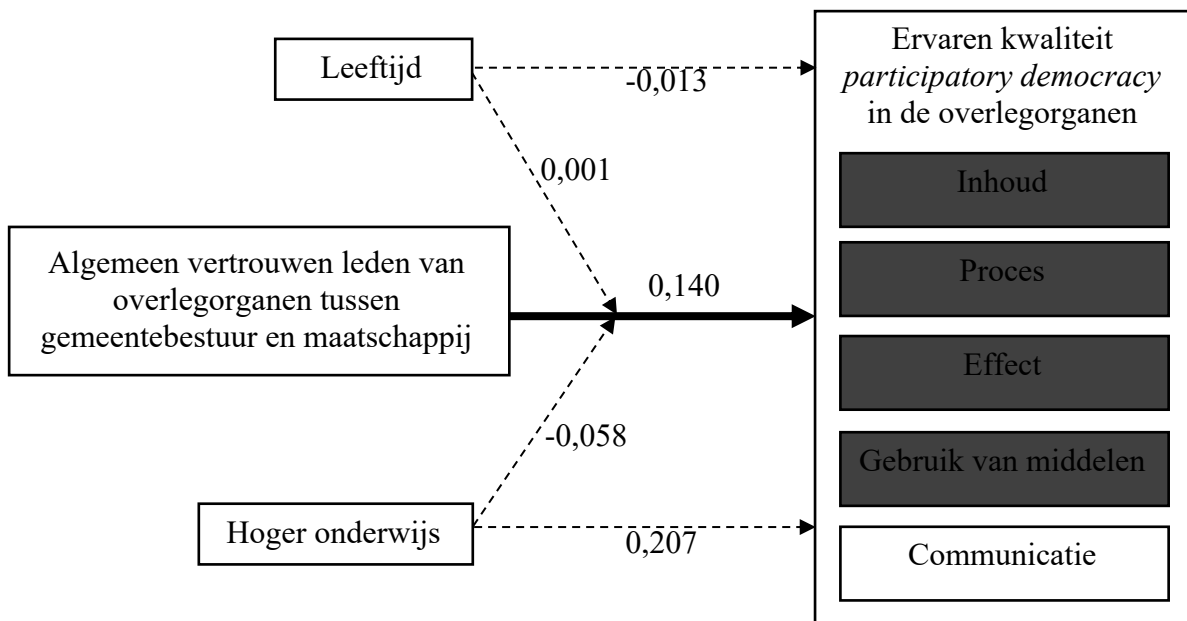 Leeftijd
-0,013
0,001
Algemeen vertrouwen leden van
overlegorganen tussen
gemeentebestuur en maatschappij
0,140
-0,058
Hoger onderwijs
0,207
Ervaren kwaliteit
participatory democracy
in de overlegorganen
Inhoud
Proces
Effect
Gebruik van middelen
Communicatie